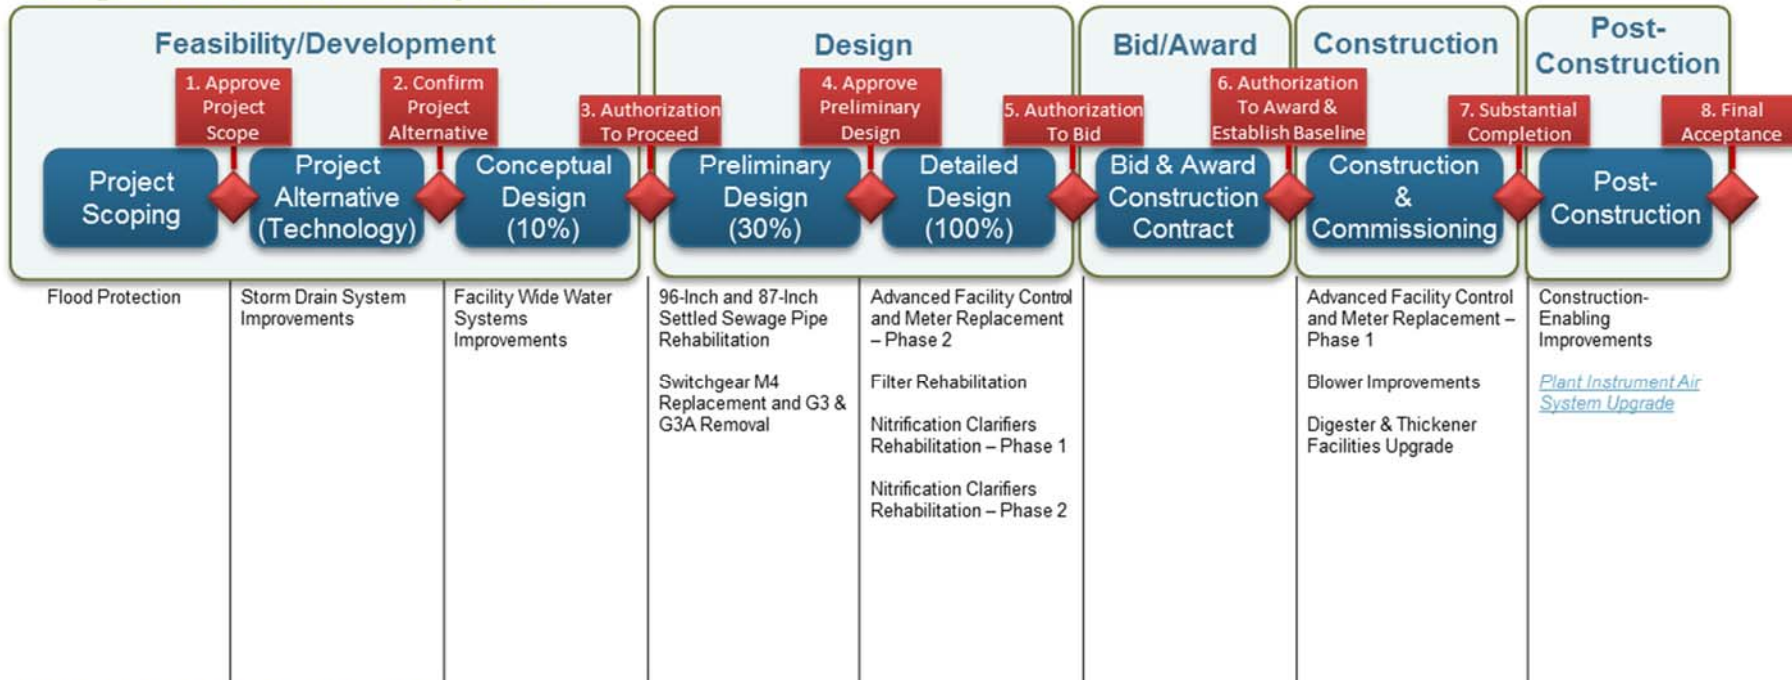 Feasibility/Development
Design
Bid/Award
Construction
Post-
Construction
1. Approve
Project
Scope
2. Confirm
Project
Alternative
3. Authorization
To Proceed
4. Approve
Preliminary
Design
5. Authorization
To Bid
6. Authorization
To Award &
Establish Baseline
7. Substantial
Completion
8. Final
Acceptance
Project
Scoping
Project
Alternative
(Technology)
Conceptual
Design
(10%)
Preliminary
Design
(30%)
Detailed
Design
(100%)
Bid & Award
Construction
Contract
Construction
&
Commissioning
Post-
Construction
Flood Protection
Storm Drain System
Improvements
Facility Wide Water
Systems
Improvements
96-Inch and 87-Inch
Settled Sewage Pipe
Rehabilitation
Switchgear M4
Replacement and G3 &
G3A Removal
Advanced Facility Control
and Meter Replacement
– Phase 2
Filter Rehabilitation
Nitrification Clarifiers
Rehabilitation – Phase 1
Nitrification Clarifiers
Rehabilitation – Phase 2
Advanced Facility Control
and Meter Replacement –
Phase 1
Blower Improvements
Digester & Thickener
Facilities Upgrade
Construction-
Enabling
Improvements
Plant Instrument Air
System Upgrade